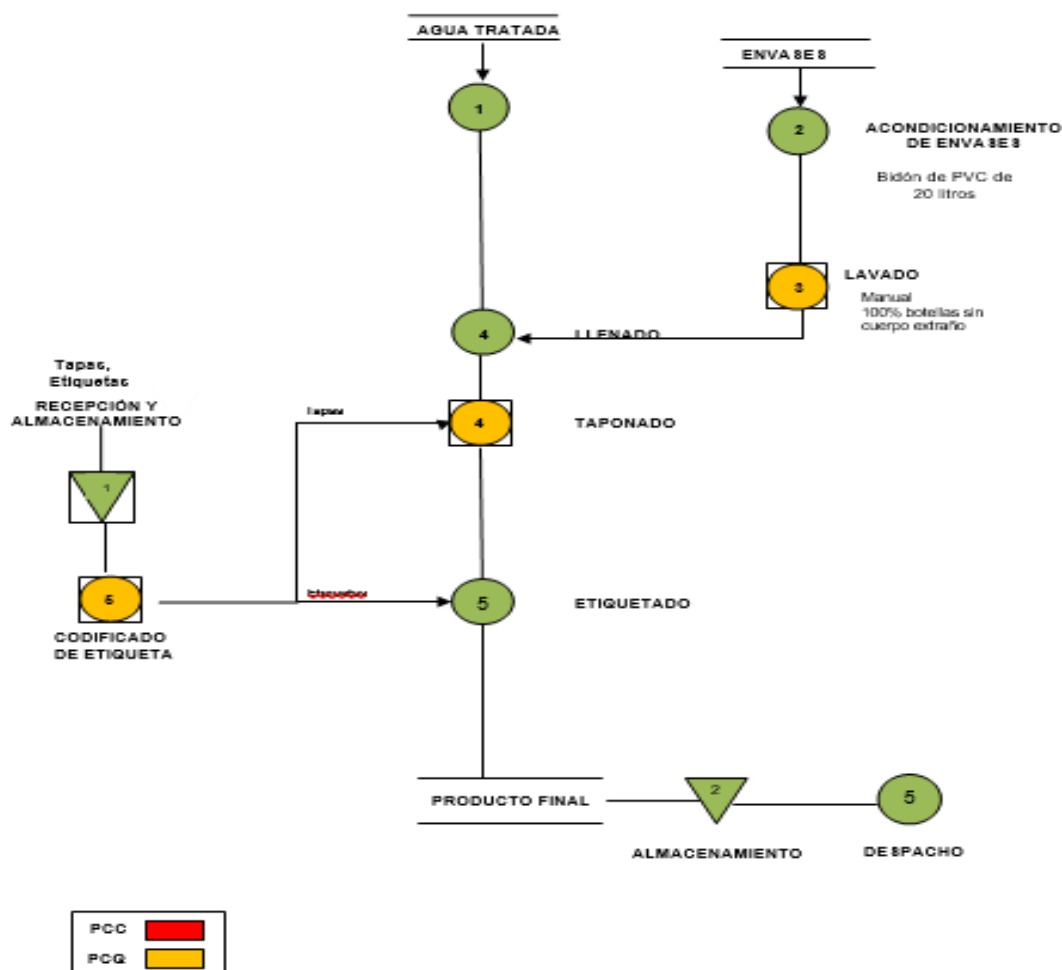 AGUA TRATADA
ENVASES
1
2
ACONDICIONAMIENTO
DE ENVASES
Bidón de PVC de
20 litros
3
LAVADO
Manual
100% botellas sin
cuerpo extraño
4
LLENADO
Tapas,
Etiquetas
RECEPCIÓN Y
ALMACENAMIENTO
Tapas
4
TAPONADO
1
5
CODIFICADO
DE ETIQUETA
5
ETIQUETADO
PRODUCTO FINAL
2
5
ALMACENAMIENTO
DESPACHO
PCC
PCQ